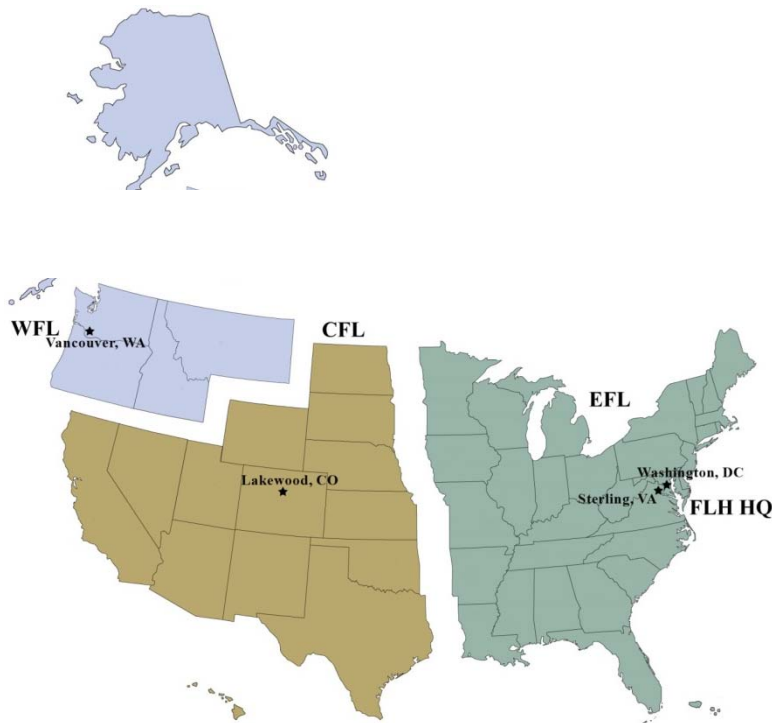 WFL
Vancouver, WA
CFL
EFL
Lakewood, CO
Washington, DC
Sterling, VA
FLH HQ